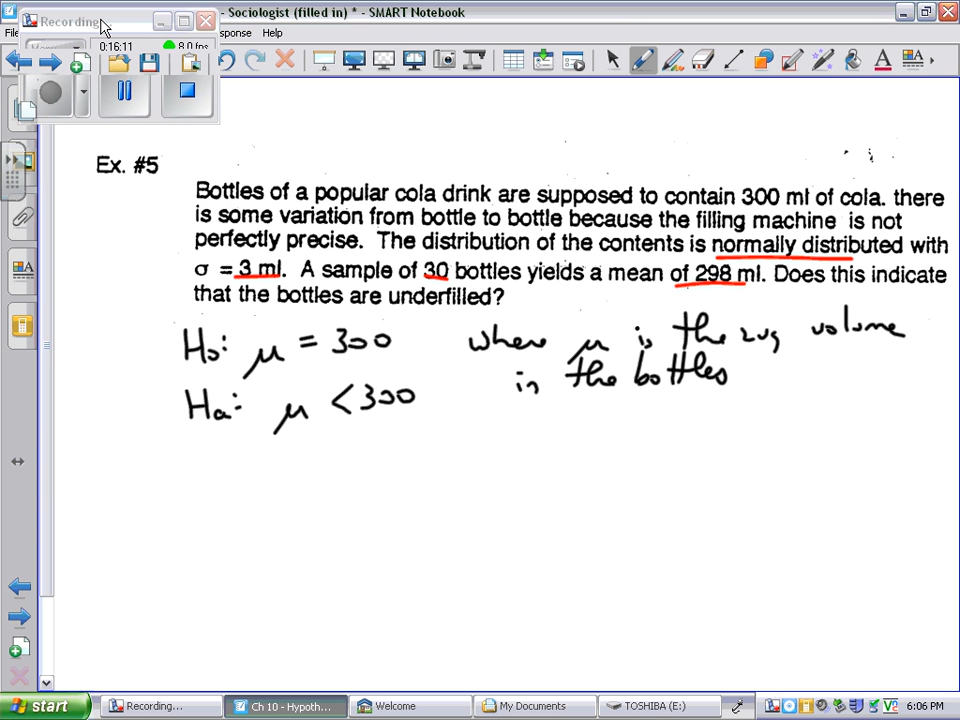 Recording
- Sociologist (filled in) * - SMART Notebook
Help
0:16:11
8.0 fps
Ex. #5
Bottles of a popular cola drink are supposed to contain 300 ml of cola. there
is some variation from bottle to bottle because the filling machine is not
perfectly precise. The distribution of the contents is normally distributed with
σ = 3 ml. A sample of 30 bottles yields a mean of 298 ml. Does this indicate
that the bottles are underfilled?
H₀: μ = 300 where μ is the avg volume
in the bottles
Ha: μ < 300
start
Recording...
Ch 10 - Hypoth...
Welcome
My Documents
TOSHIBA (E:)
6:06 PM